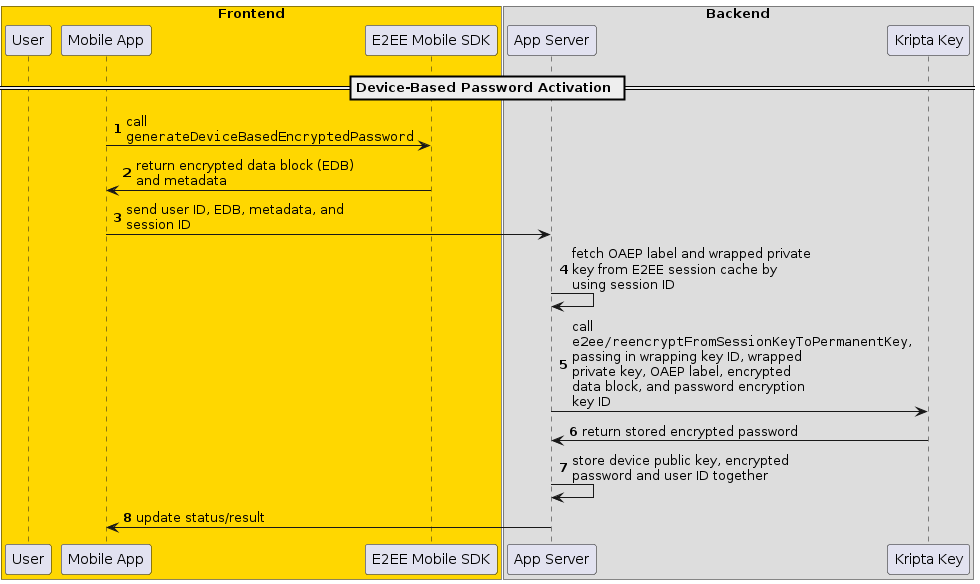 Frontend
Backend
User
Mobile App
E2EE Mobile SDK
App Server
Kripta Key
Device-Based Password Activation
1 call
generateDeviceBasedEncryptedPassword
2 return encrypted data block (EDB)
and metadata
3 send user ID, EDB, metadata, and
session ID
fetch OAEP label and wrapped private
4 key from E2EE session cache by
using session ID
call
e2ee/reencryptFromSessionKeyToPermanentKey,
passing in wrapping key ID, wrapped
5 private key, OAEP label, encrypted
data block, and password encryption
key ID
6 return stored encrypted password
7 store device public key, encrypted
password and user ID together
8 update status/result
User
Mobile App
E2EE Mobile SDK
App Server
Kripta Key